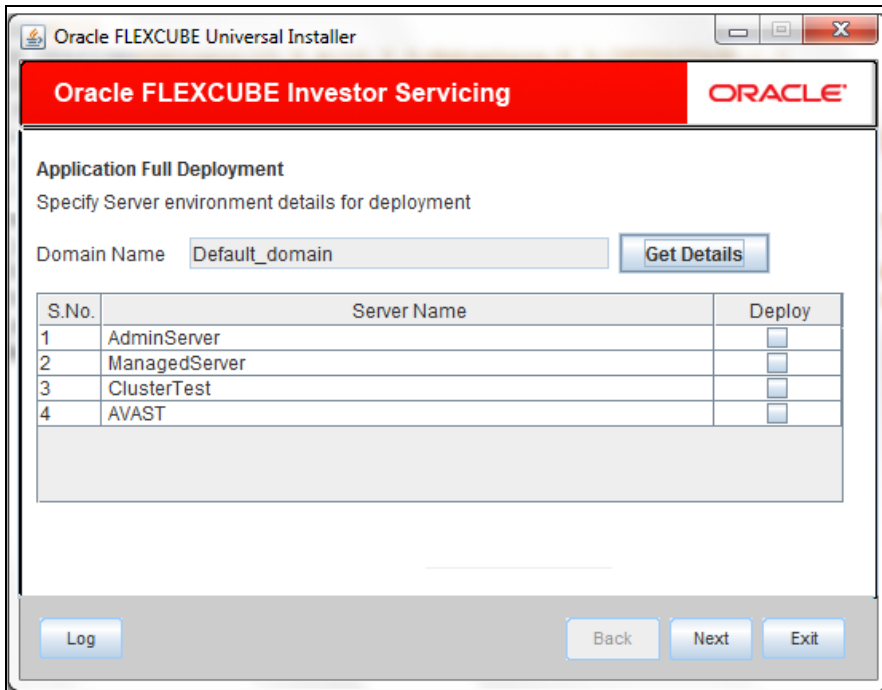 Oracle FLEXCUBE Universal Installer
Oracle FLEXCUBE Investor Servicing ORACLE
Application Full Deployment
Specify Server environment details for deployment
Domain Name Default_domain Get Details
S.No. Server Name Deploy
1 AdminServer
2 ManagedServer
3 ClusterTest
4 AVAST
Log Back Next Exit